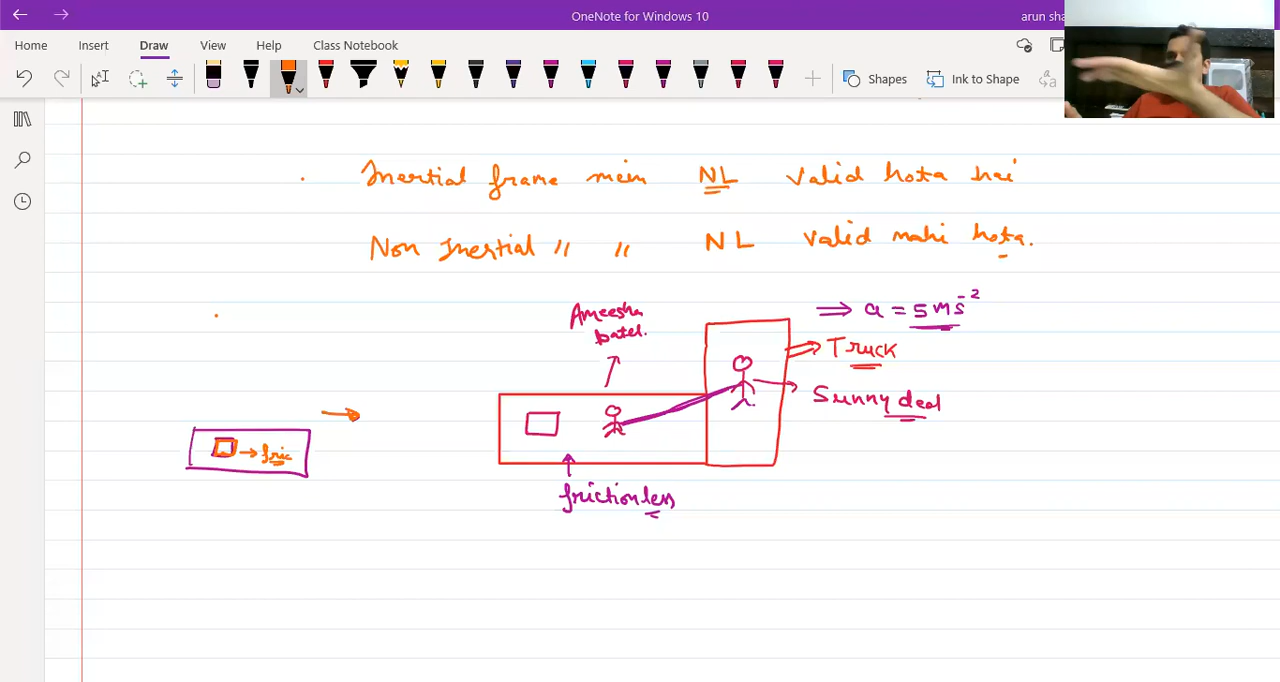 OneNote for Windows 10
arun sha
Home Insert Draw View Help Class Notebook
Shapes
Ink to Shape
Inertial frame mein NL valid hota hai
Non Inertial " " NL valid nahi hota.
Ameesha
patel.
⇒ a = 5 ms⁻²
Truck
Sunny deol
→ fric
frictionless